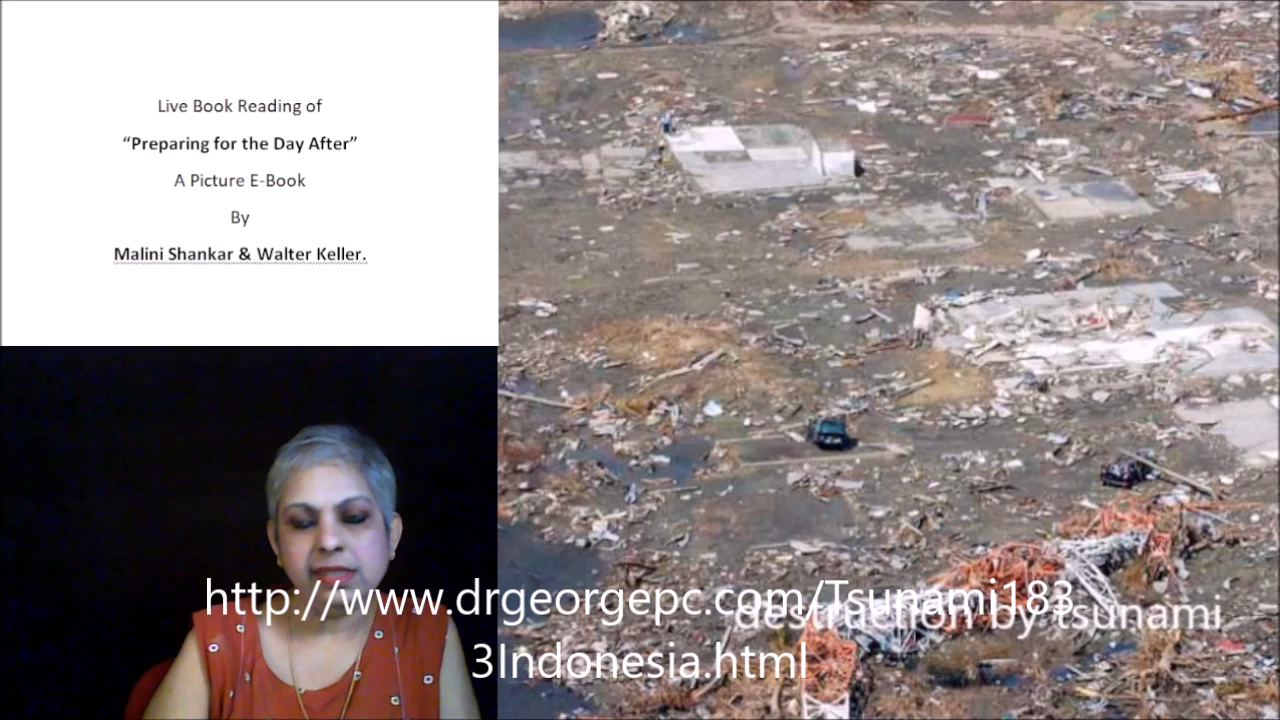 Live Book Reading of
“Preparing for the Day After”
A Picture E-Book
By
Malini Shankar & Walter Keller.
http://www.drgeorgepc.com/Tsunami183
3Indonesia.html
destruction by tsunami